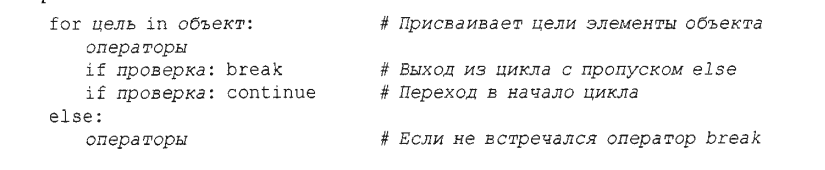 for цель in объект: # Присваивает цели элементы объекта
операторы
if проверка: break # Выход из цикла с пропуском else
if проверка: continue # Переход в начало цикла
else:
операторы # Если не встречался оператор break